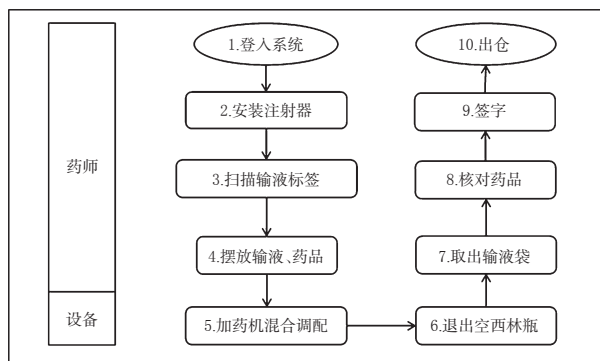 药师
设备
1.登入系统
2.安装注射器
3.扫描输液标签
4.摆放输液、药品
5.加药机混合调配
6.退出空西林瓶
7.取出输液袋
8.核对药品
9.签字
10.出仓